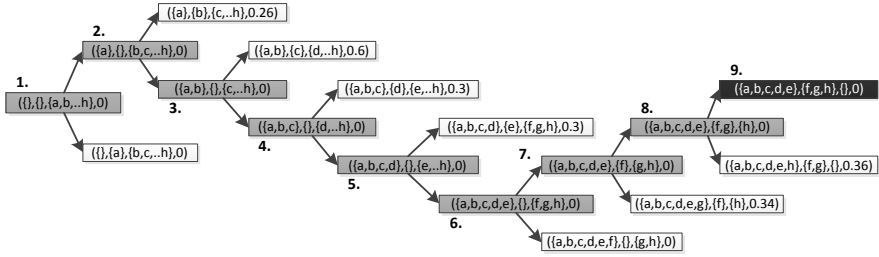 ({a},{b},{c,..h},0.26)
2.
({a},{},{b,c,..h},0)
({a,b},{c},{d,..h},0.6)
1.
({},{},{a,b,..h},0)
({a,b},{},{c,..h},0)
3.
({a,b,c},{d},{e,..h},0.3)
9.
({a,b,c,d,e},{f,g,h},{},0)
({},{a},{b,c,..h},0)
({a,b,c},{},{d,..h},0)
4.
({a,b,c,d},{e},{f,g,h},0.3)
8.
({a,b,c,d,e},{f,g},{h},0)
({a,b,c,d},{},{e,..h},0)
5.
7.
({a,b,c,d,e},{f},{g,h},0)
({a,b,c,d,e,h},{f,g},{},0.36)
({a,b,c,d,e},{},{f,g,h},0)
6.
({a,b,c,d,e,g},{f},{h},0.34)
({a,b,c,d,e,f},{},{g,h},0)